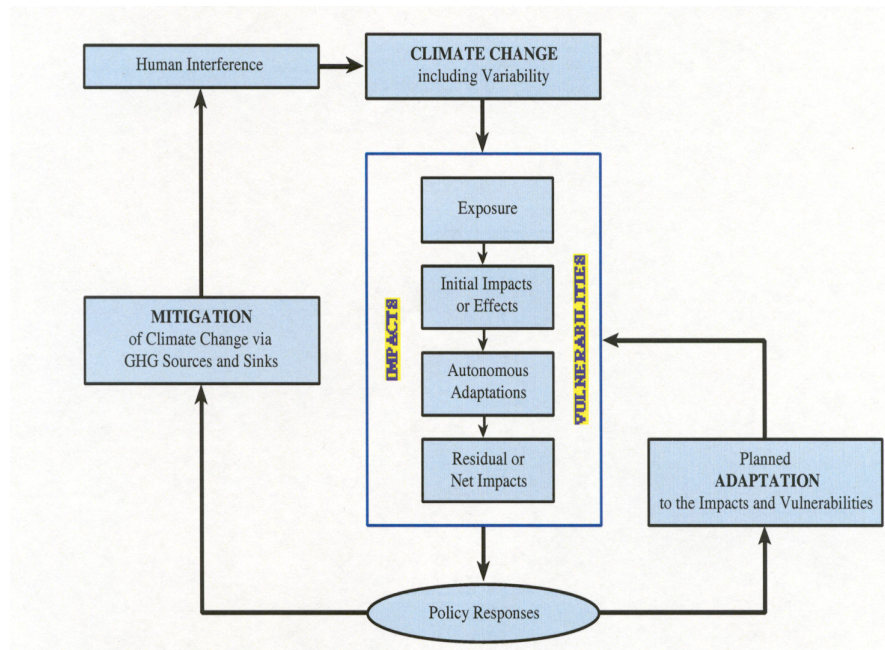 Human Interference
CLIMATE CHANGE
including Variability
Exposure
Initial Impacts
or Effects
Autonomous
Adaptations
Residual or
Net Impacts
IMPACTS
VULNERABILITIES
MITIGATION
of Climate Change via
GHG Sources and Sinks
Planned
ADAPTATION
to the Impacts and Vulnerabilities
Policy Responses